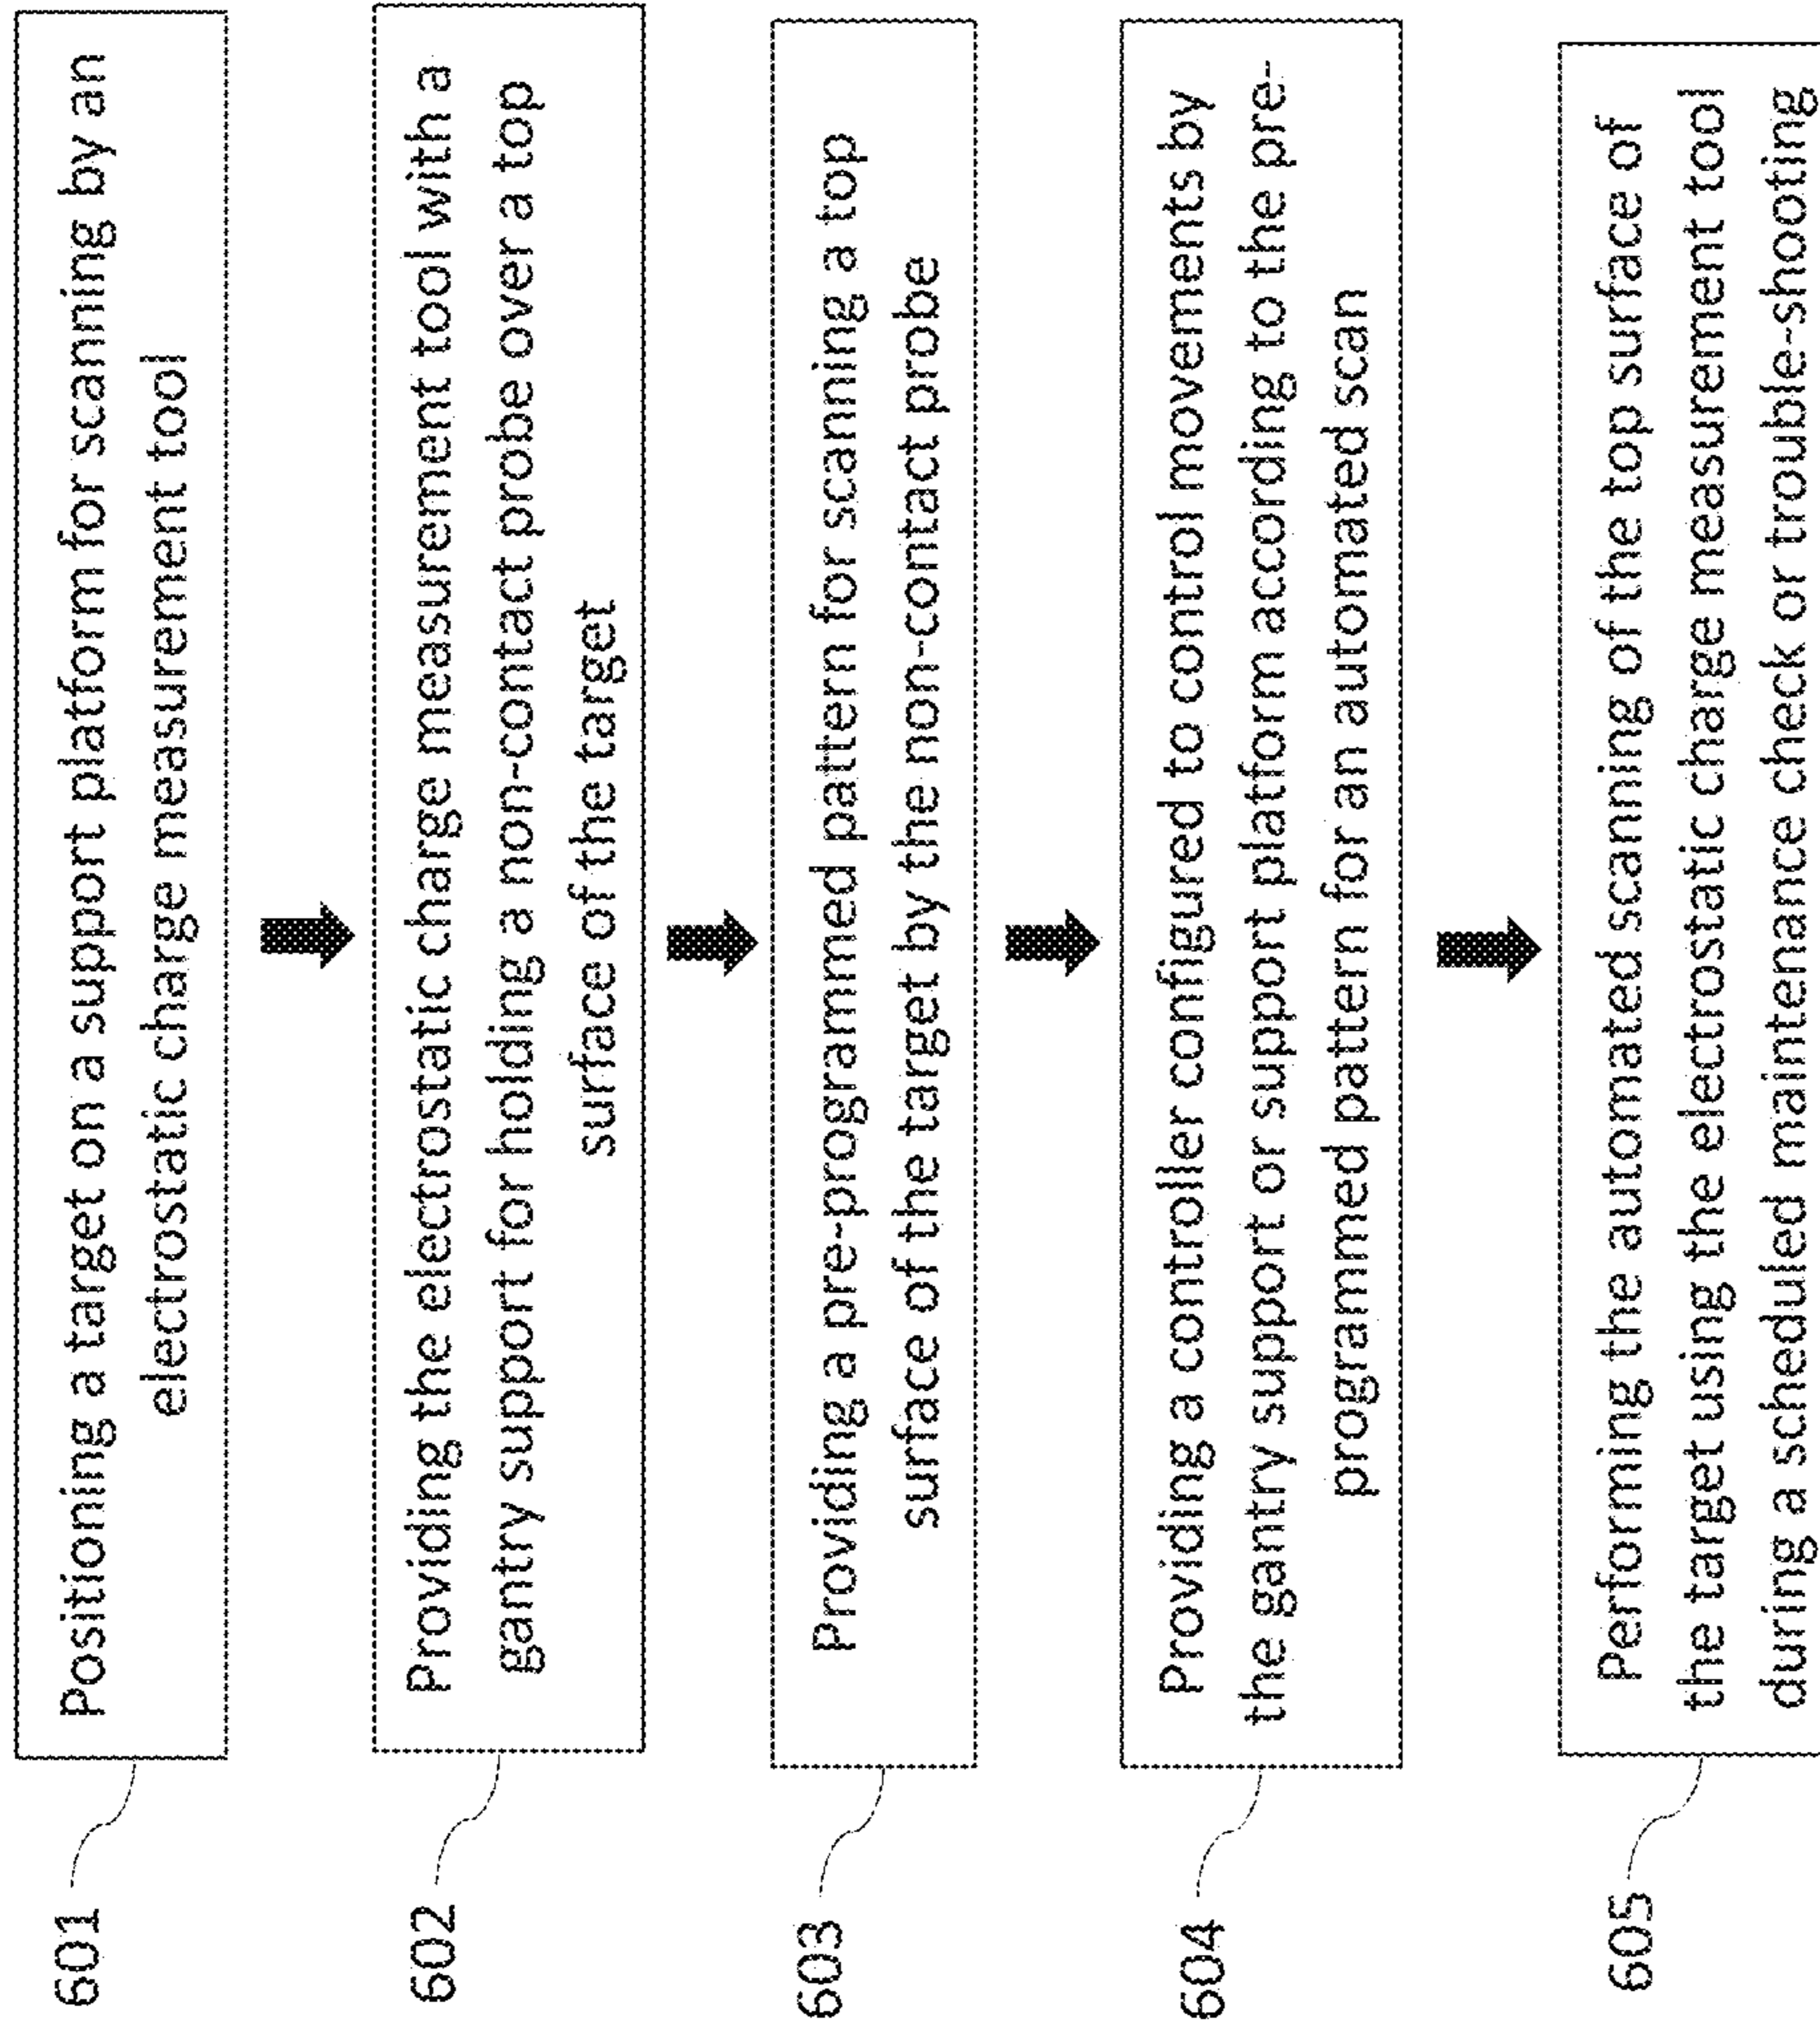 601
Positioning a target on a support platform for scanning by an
electrostatic charge measurement tool
602
Providing the electrostatic charge measurement tool with a
gantry support for holding a non-contact probe over a top
surface of the target
603
Providing a pre-programmed pattern for scanning a top
surface of the target by the non-contact probe
604
Providing a controller configured to control movements by
the gantry support or support platform according to the pre-
programmed pattern for an automated scan
605
Performing the automated scanning of the top surface of
the target using the electrostatic charge measurement tool
during a scheduled maintenance check or trouble-shooting